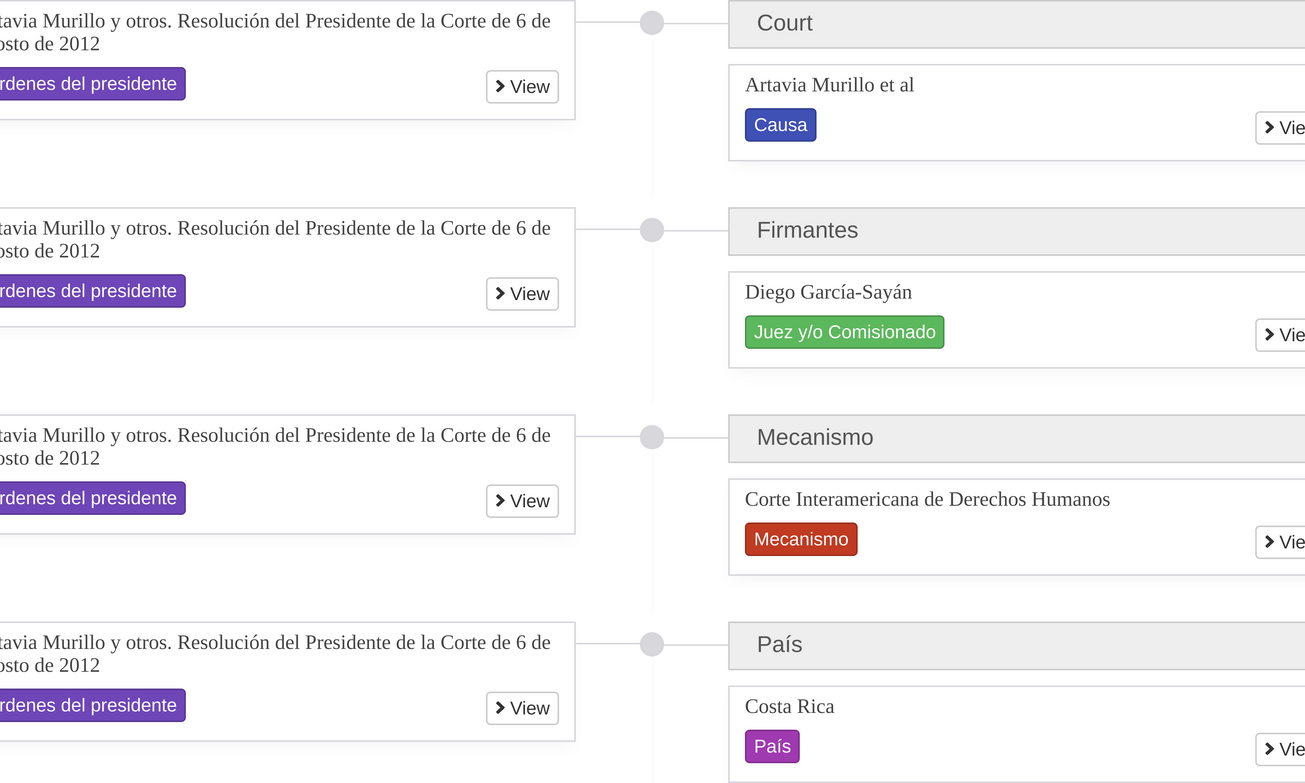 tavia Murillo y otros. Resolución del Presidente de la Corte de 6 de
osto de 2012
rdenes del presidente
View
Court
Artavia Murillo et al
Causa
Vie
tavia Murillo y otros. Resolución del Presidente de la Corte de 6 de
osto de 2012
rdenes del presidente
View
Firmantes
Diego García-Sayán
Juez y/o Comisionado
Vie
tavia Murillo y otros. Resolución del Presidente de la Corte de 6 de
osto de 2012
rdenes del presidente
View
Mecanismo
Corte Interamericana de Derechos Humanos
Mecanismo
Vie
tavia Murillo y otros. Resolución del Presidente de la Corte de 6 de
osto de 2012
rdenes del presidente
View
País
Costa Rica
País
Vie